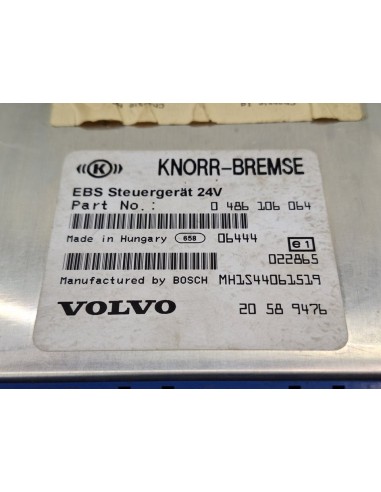 K KNORR-BREMSE
EBS Steuergerät 24V
Part No.: 0 486 106 064
Made in Hungary 658 06444 e1
022865
Manufactured by BOSCH MH1S44061519
VOLVO 20 58 9476